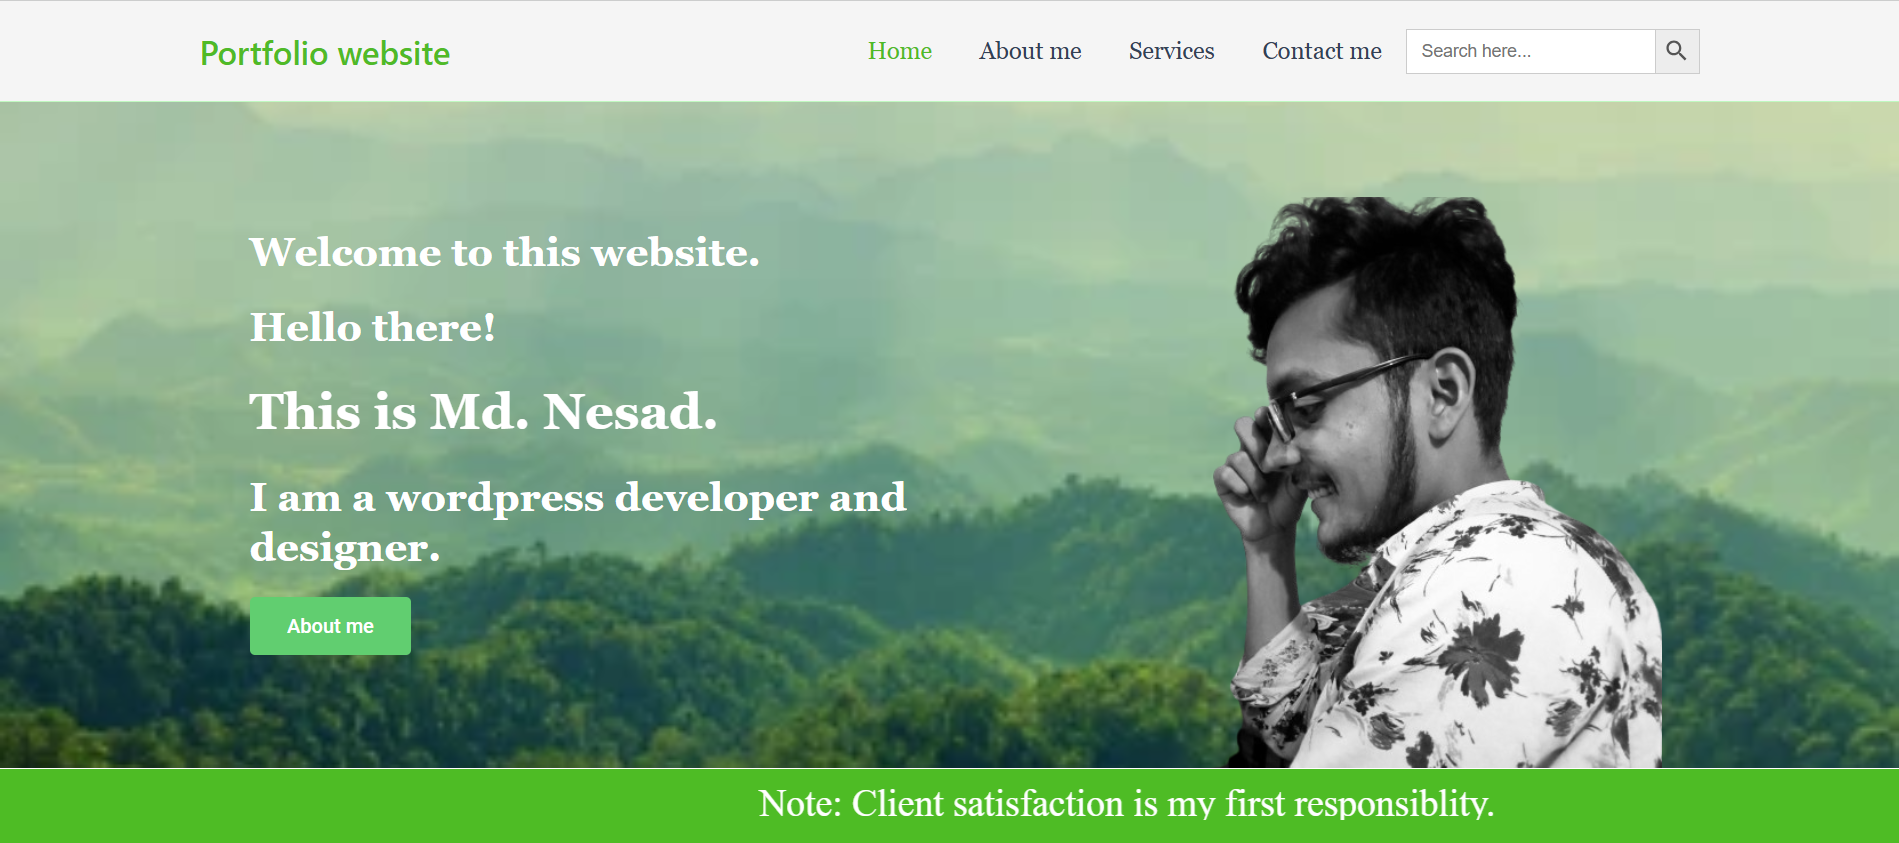 Portfolio website
Home
About me
Services
Contact me
Search here...
Welcome to this website.
Hello there!
This is Md. Nesad.
I am a wordpress developer and
designer.
About me
Note: Client satisfaction is my first responsiblity.